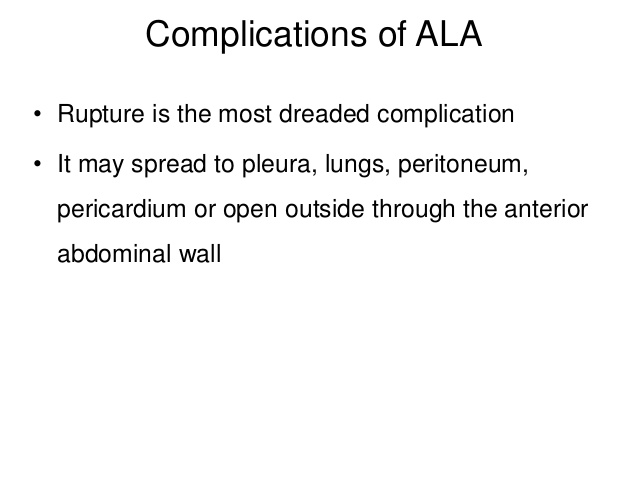 Complications of ALA
• Rupture is the most dreaded complication
• It may spread to pleura, lungs, peritoneum,
pericardium or open outside through the anterior
abdominal wall